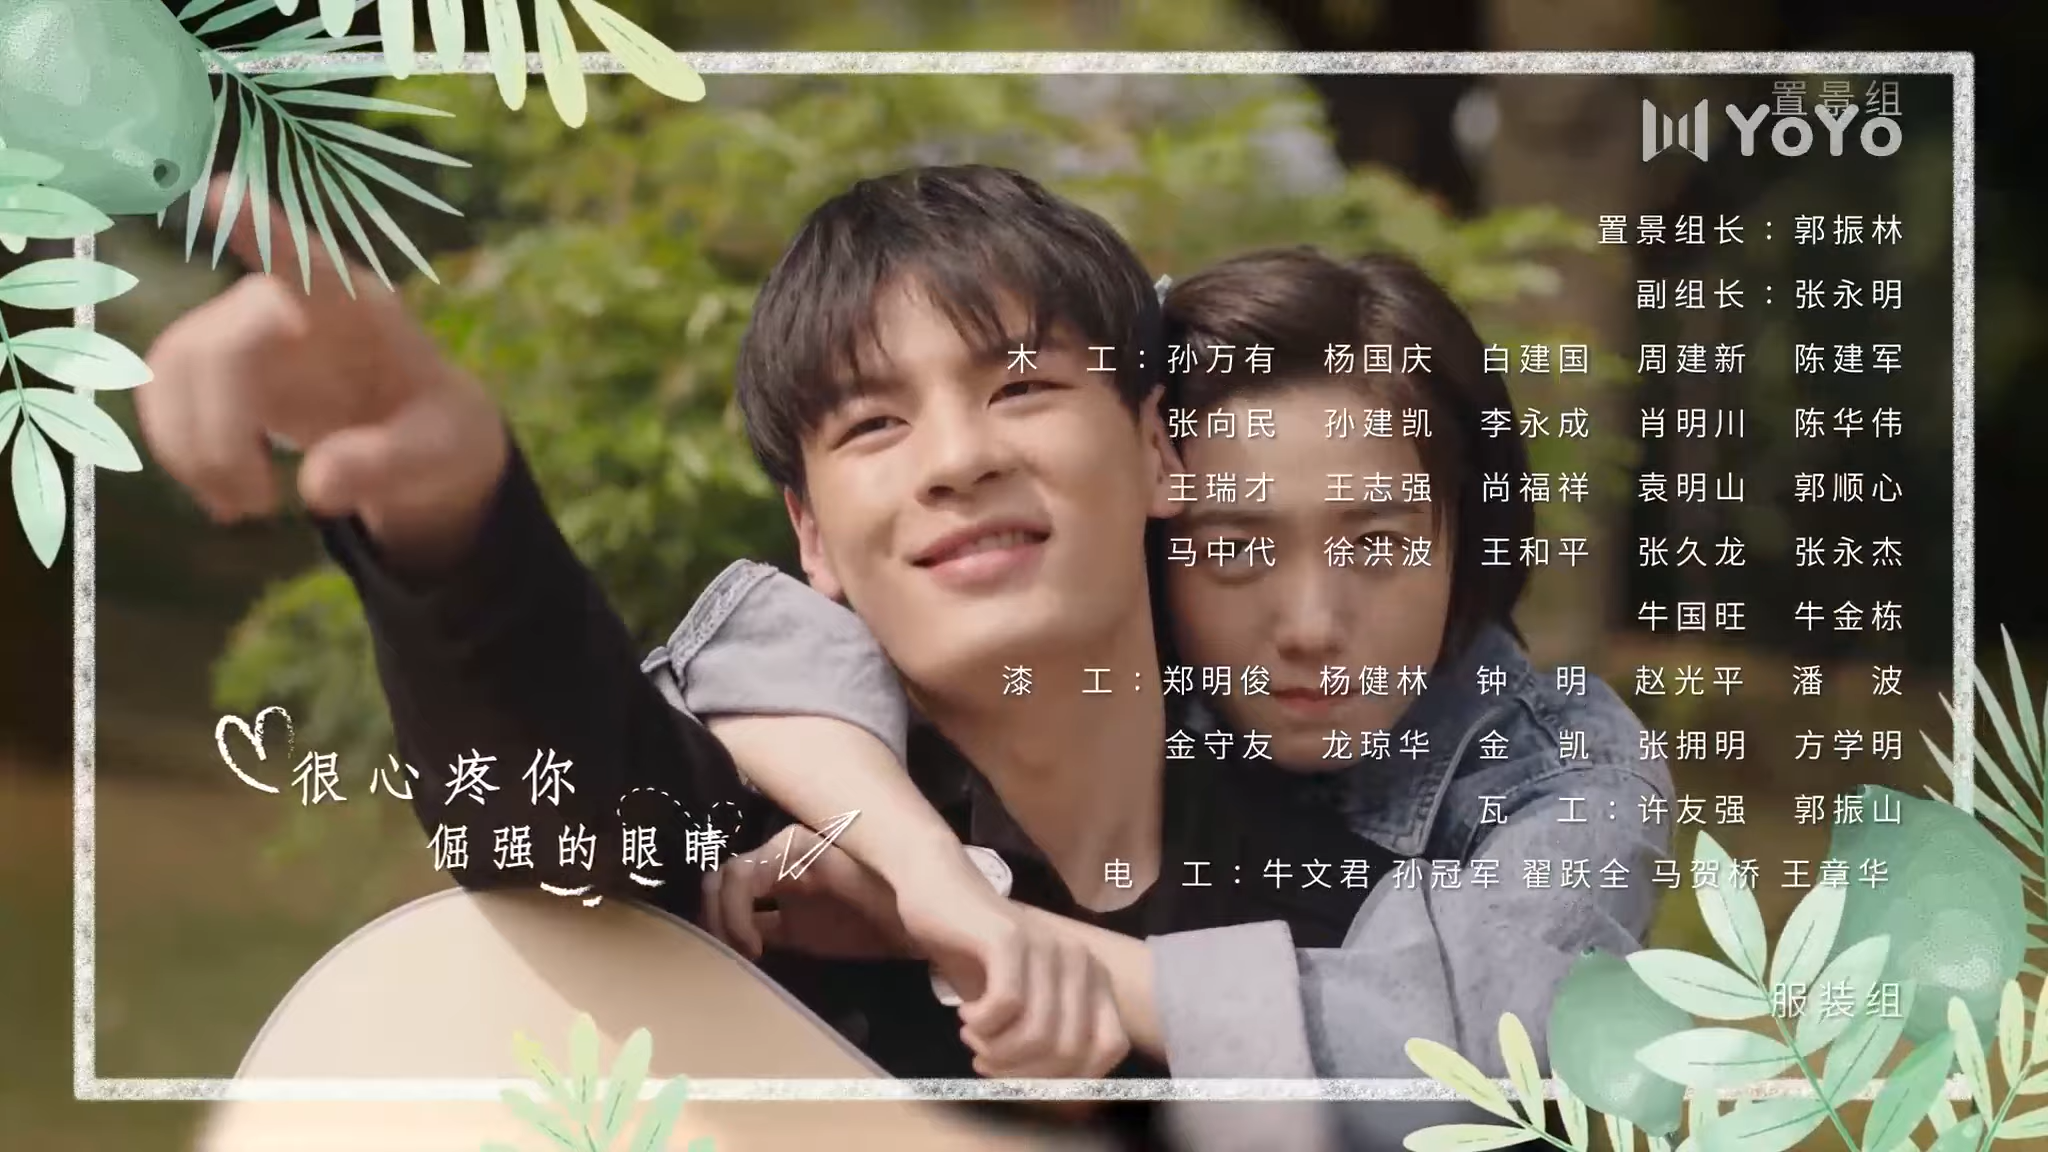 置景组
YOYO
置景组长：郭振林
副组长：张永明
木　工：孙万有　杨国庆　白建国　周建新　陈建军
张向民　孙建凯　李永成　肖明川　陈华伟
王瑞才　王志强　尚福祥　袁明山　郭顺心
马中代　徐洪波　王和平　张久龙　张永杰
牛国旺　牛金栋
漆　工：郑明俊　杨健林　钟　明　赵光平　潘　波
金守友　龙琼华　金　凯　张拥明　方学明
瓦　工：许友强　郭振山
电　工：牛文君 孙冠军 翟跃全 马贺桥 王章华
服装组
很心疼你
倔强的眼睛